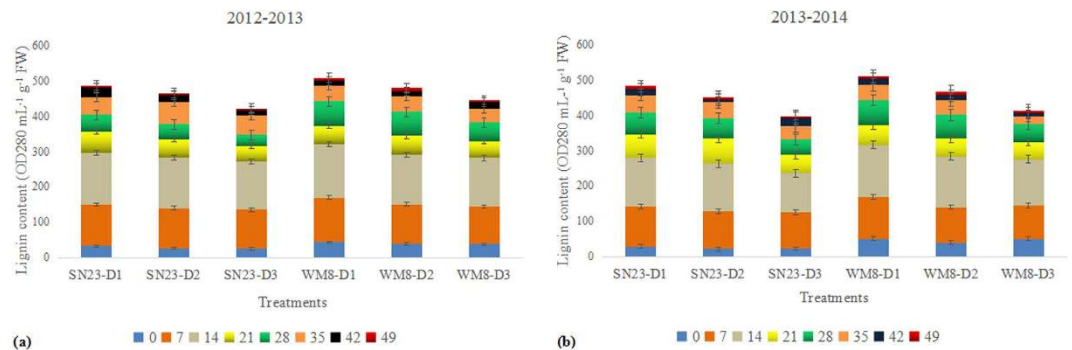 2012-2013
Lignin content (OD280 mL-¹ g-¹ FW)
600
500
400
300
200
100
0
SN23-D1 SN23-D2 SN23-D3 WM8-D1 WM8-D2 WM8-D3
Treatments
(a)
0 7 14 21 28 35 42 49
2013-2014
Lignin content (OD280 mL-¹ g-¹ FW)
600
500
400
300
200
100
0
SN23-D1 SN23-D2 SN23-D3 WM8-D1 WM8-D2 WM8-D3
Treatments
(b)
0 7 14 21 28 35 42 49